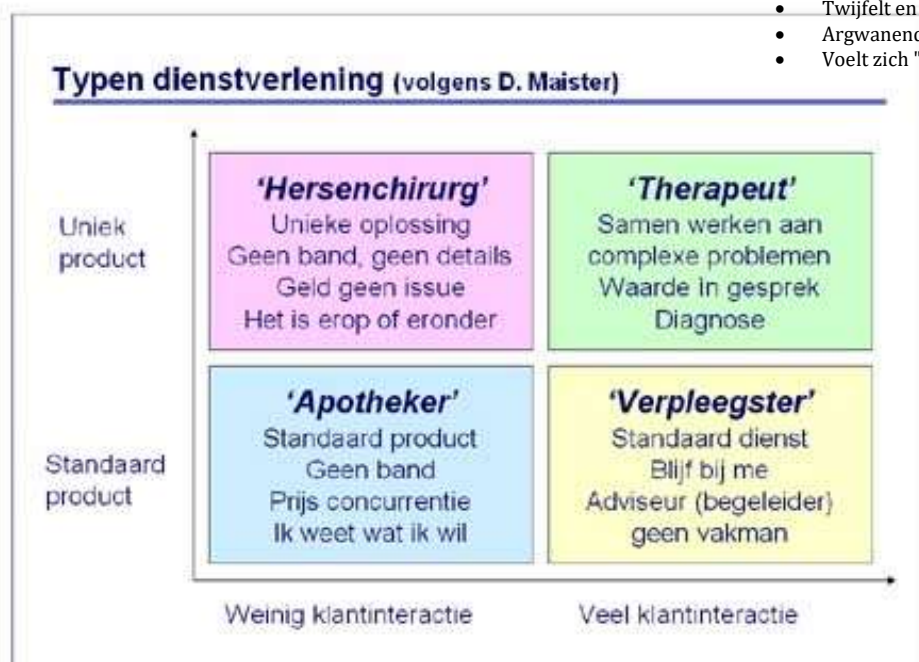 • Twijfelt en
• Argwanend
• Voelt zich "
Typen dienstverlening (volgens D. Maister)
Uniek
product
'Hersenchirurg'
Unieke oplossing
Geen band, geen details
Geld geen issue
Het is erop of eronder
'Therapeut'
Samen werken aan
complexe problemen
Waarde in gesprek
Diagnose
Standaard
product
'Apotheker'
Standaard product
Geen band
Prijs concurrentie
Ik weet wat ik wil
'Verpleegster'
Standaard dienst
Blijf bij me
Adviseur (begeleider)
geen vakman
Weinig klantinteractie
Veel klantinteractie